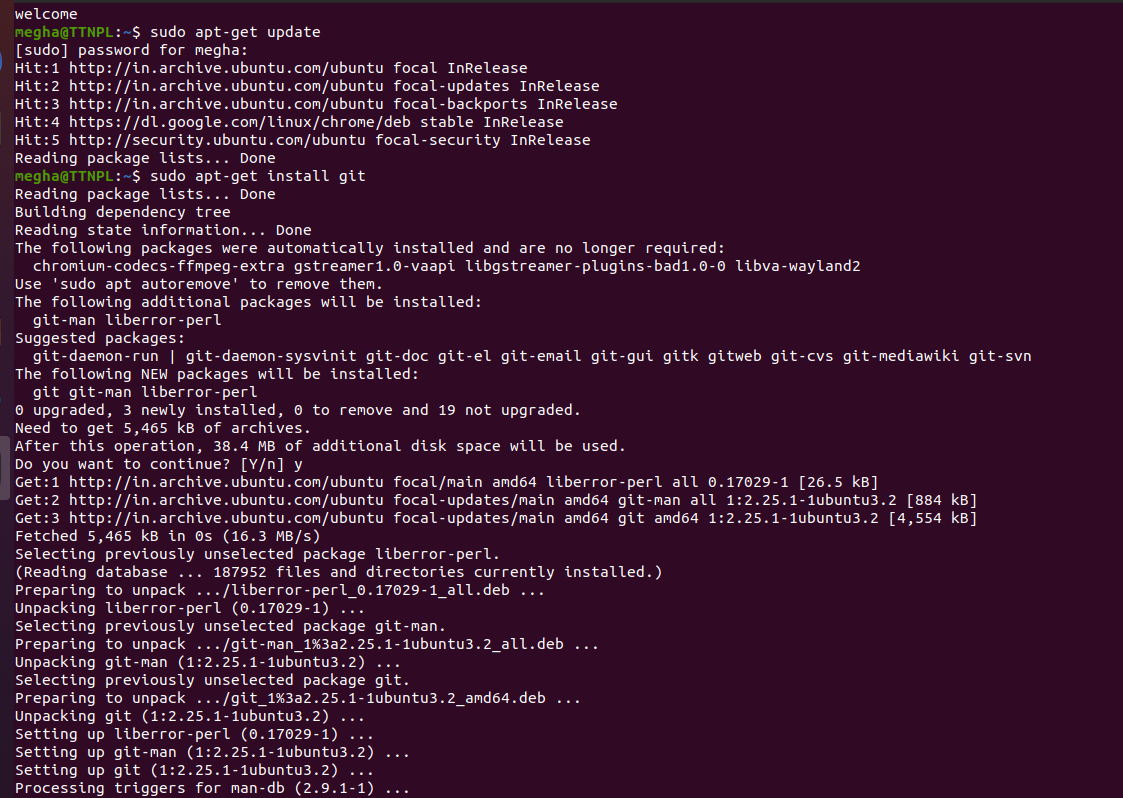 welcome
megha@TTNPL:~$ sudo apt-get update
[sudo] password for megha:
Hit:1 http://in.archive.ubuntu.com/ubuntu focal InRelease
Hit:2 http://in.archive.ubuntu.com/ubuntu focal-updates InRelease
Hit:3 http://in.archive.ubuntu.com/ubuntu focal-backports InRelease
Hit:4 https://dl.google.com/linux/chrome/deb stable InRelease
Hit:5 http://security.ubuntu.com/ubuntu focal-security InRelease
Reading package lists... Done
megha@TTNPL:~$ sudo apt-get install git
Reading package lists... Done
Building dependency tree
Reading state information... Done
The following packages were automatically installed and are no longer required:
  chromium-codecs-ffmpeg-extra gstreamer1.0-vaapi libgstreamer-plugins-bad1.0-0 libva-wayland2
Use 'sudo apt autoremove' to remove them.
The following additional packages will be installed:
  git-man liberror-perl
Suggested packages:
  git-daemon-run | git-daemon-sysvinit git-doc git-el git-email git-gui gitk gitweb git-cvs git-mediawiki git-svn
The following NEW packages will be installed:
  git git-man liberror-perl
0 upgraded, 3 newly installed, 0 to remove and 19 not upgraded.
Need to get 5,465 kB of archives.
After this operation, 38.4 MB of additional disk space will be used.
Do you want to continue? [Y/n] y
Get:1 http://in.archive.ubuntu.com/ubuntu focal/main amd64 liberror-perl all 0.17029-1 [26.5 kB]
Get:2 http://in.archive.ubuntu.com/ubuntu focal-updates/main amd64 git-man all 1:2.25.1-1ubuntu3.2 [884 kB]
Get:3 http://in.archive.ubuntu.com/ubuntu focal-updates/main amd64 git amd64 1:2.25.1-1ubuntu3.2 [4,554 kB]
Fetched 5,465 kB in 0s (16.3 MB/s)
Selecting previously unselected package liberror-perl.
(Reading database ... 187952 files and directories currently installed.)
Preparing to unpack .../liberror-perl_0.17029-1_all.deb ...
Unpacking liberror-perl (0.17029-1) ...
Selecting previously unselected package git-man.
Preparing to unpack .../git-man_1%3a2.25.1-1ubuntu3.2_all.deb ...
Unpacking git-man (1:2.25.1-1ubuntu3.2) ...
Selecting previously unselected package git.
Preparing to unpack .../git_1%3a2.25.1-1ubuntu3.2_amd64.deb ...
Unpacking git (1:2.25.1-1ubuntu3.2) ...
Setting up liberror-perl (0.17029-1) ...
Setting up git-man (1:2.25.1-1ubuntu3.2) ...
Setting up git (1:2.25.1-1ubuntu3.2) ...
Processing triggers for man-db (2.9.1-1) ...